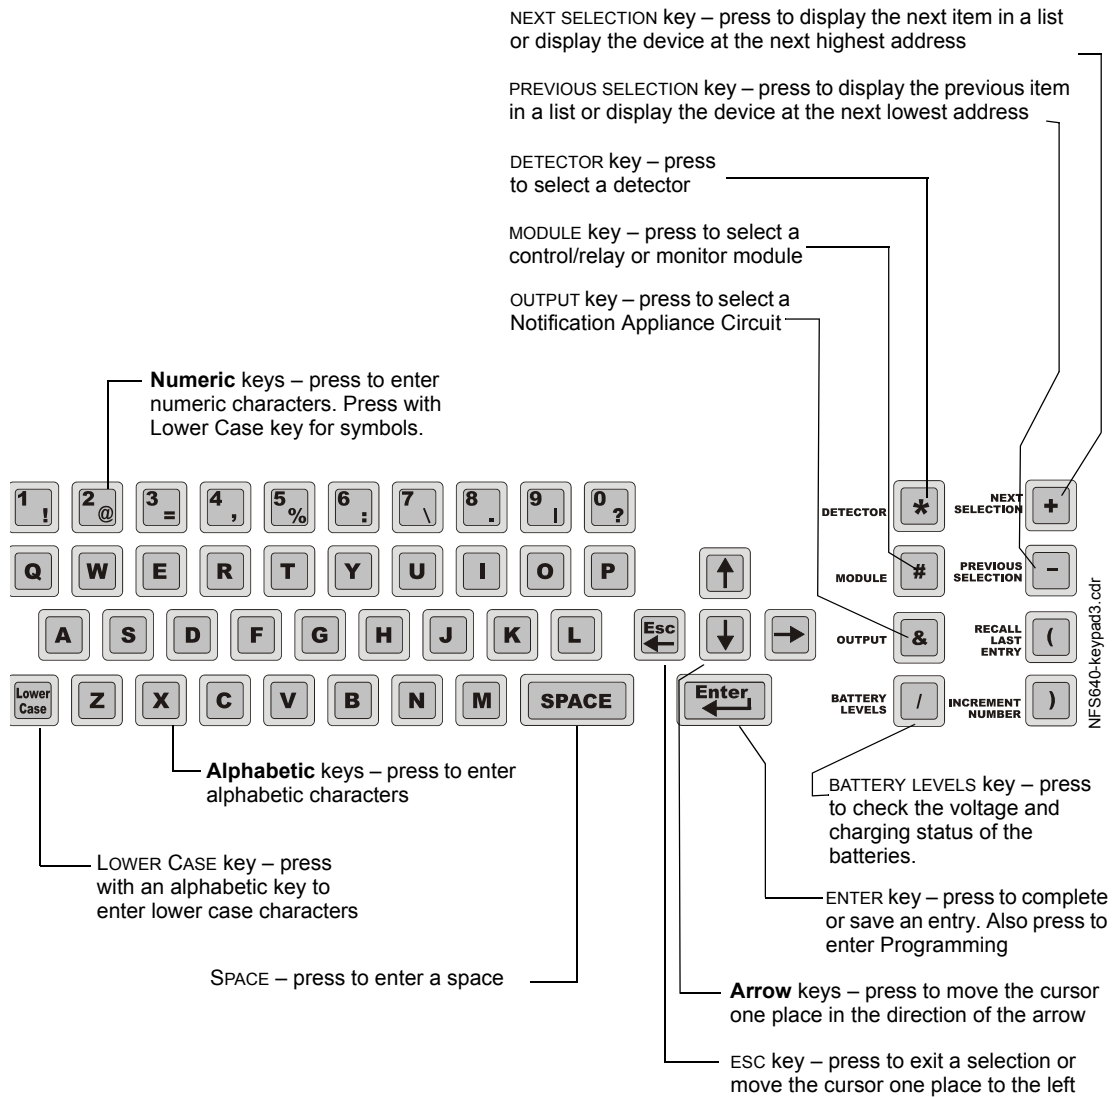 NEXT SELECTION key – press to display the next item in a list
or display the device at the next highest address
PREVIOUS SELECTION key – press to display the previous item
in a list or display the device at the next lowest address
DETECTOR key – press
to select a detector
MODULE key – press to select a
control/relay or monitor module
OUTPUT key – press to select a
Notification Appliance Circuit
Numeric keys – press to enter
numeric characters. Press with
Lower Case key for symbols.
1 ! 2 @ 3 = 4 , 5 % 6 : 7 \ 8 . 9 | 0 ?
Q W E R T Y U I O P
A S D F G H J K L Esc
Lower
Case
Z X C V B N M SPACE Enter
DETECTOR * NEXT
SELECTION +
MODULE # PREVIOUS
SELECTION –
OUTPUT & RECALL
LAST
ENTRY (
BATTERY
LEVELS / INCREMENT
NUMBER )
NFS640-keypad3.cdr
Alphabetic keys – press to enter
alphabetic characters
LOWER CASE key – press
with an alphabetic key to
enter lower case characters
SPACE – press to enter a space
BATTERY LEVELS key – press
to check the voltage and
charging status of the
batteries.
ENTER key – press to complete
or save an entry. Also press to
enter Programming
Arrow keys – press to move the cursor
one place in the direction of the arrow
ESC key – press to exit a selection or
move the cursor one place to the left